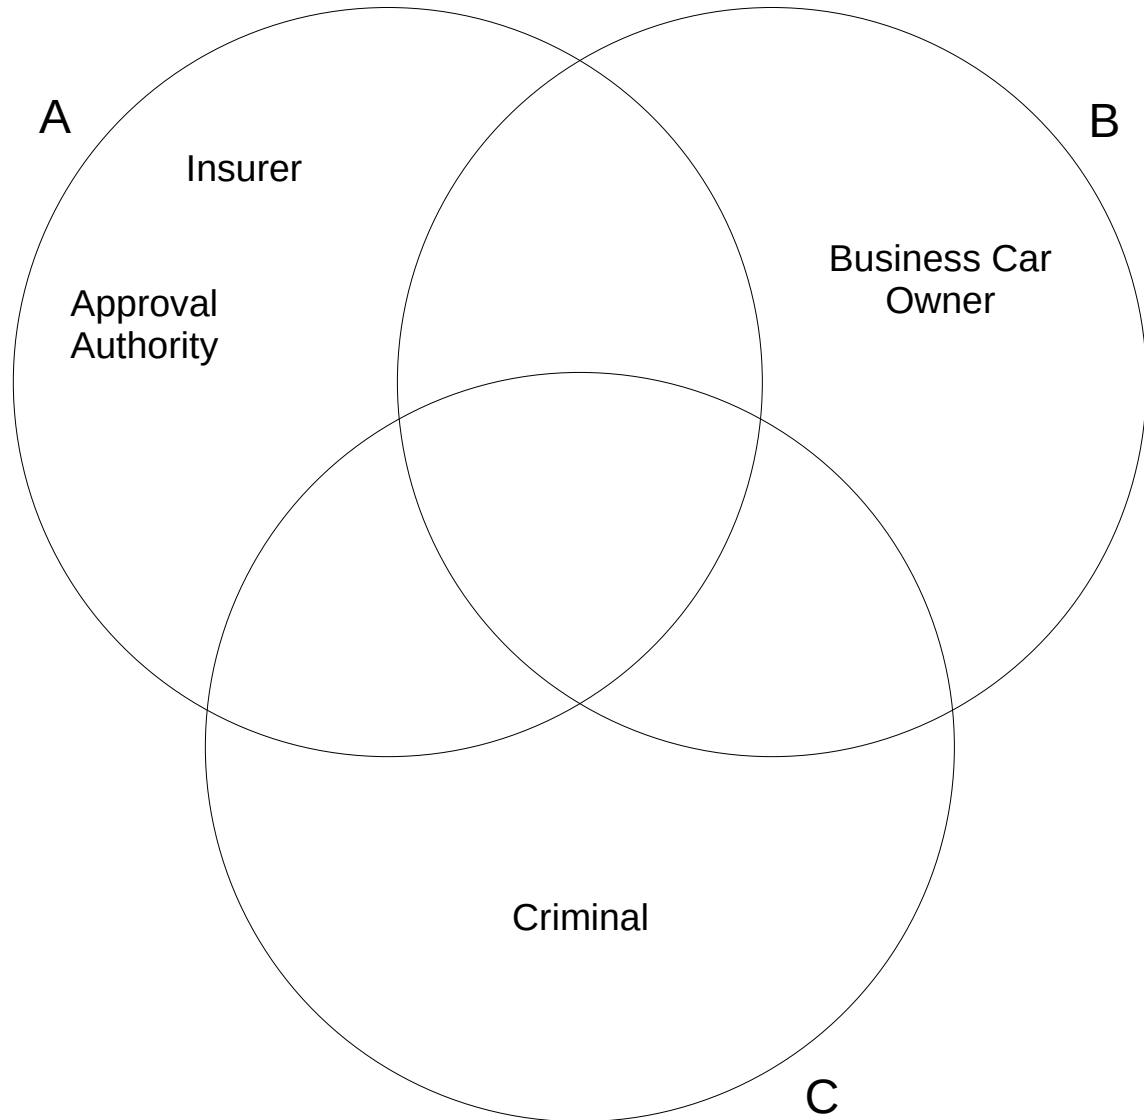 A
B
Insurer
Business Car
Owner
Approval
Authority
Criminal
C